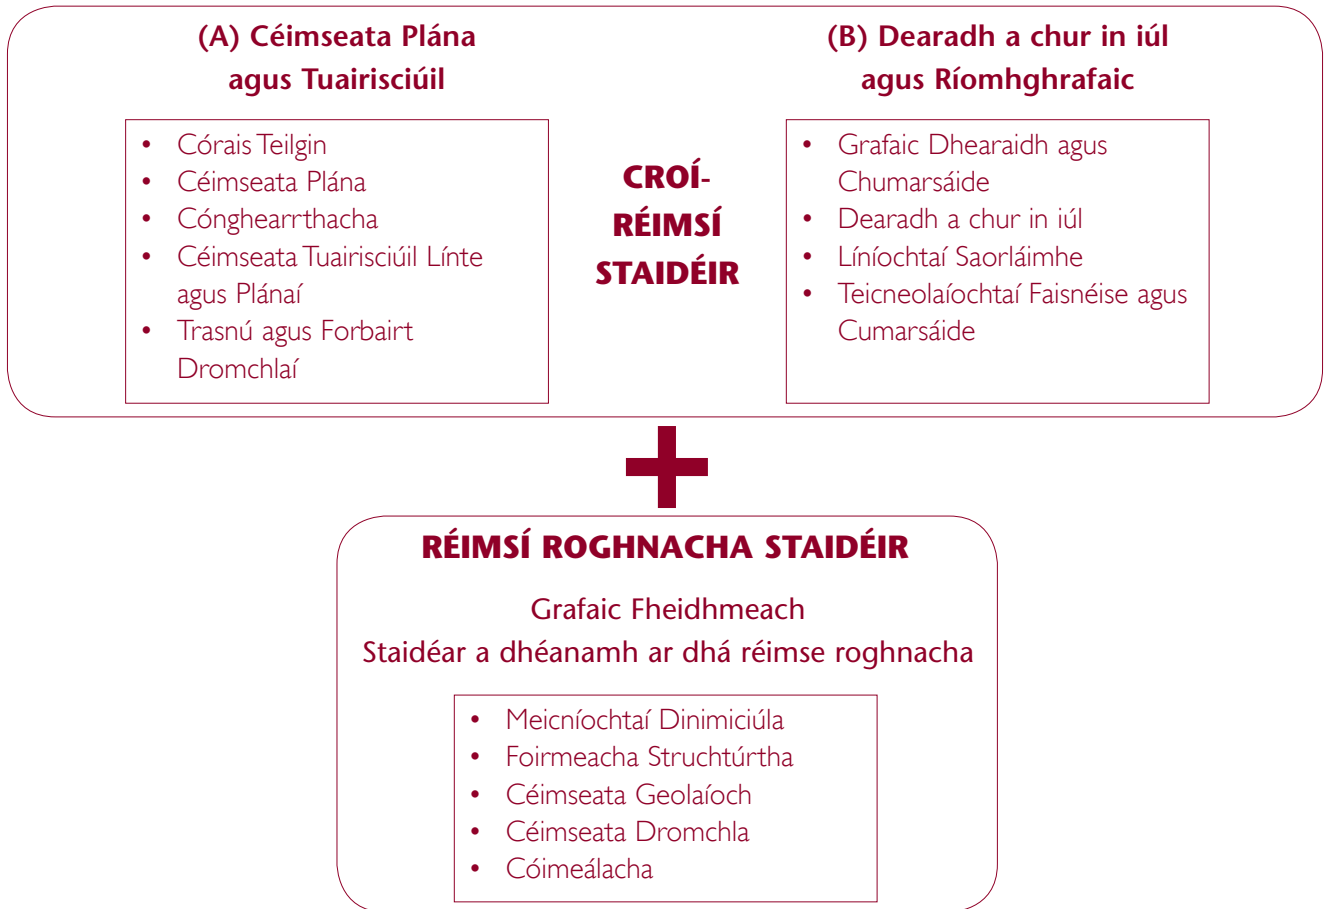 (A) Céimseata Plána
agus Tuairisciúil
• Córais Teilgin
• Céimseata Plána
• Cónghearrthacha
• Céimseata Tuairisciúil Línte
agus Plánaí
• Trasnú agus Forbairt
Dromchlaí
CROÍ-
RÉIMSÍ
STAIDÉIR
(B) Dearadh a chur in iúl
agus Ríomhghrafaic
• Grafaic Dhearaidh agus
Chumarsáide
• Dearadh a chur in iúl
• Líníochtaí Saorláimhe
• Teicneolaíochtaí Faisnéise agus
Cumarsáide
RÉIMSÍ ROGHNACHA STAIDÉIR
Grafaic Fheidhmeach
Staidéar a dhéanamh ar dhá réimse roghnacha
• Meicníochtaí Dinimiciúla
• Foirmeacha Struchtúrtha
• Céimseata Geolaíoch
• Céimseata Dromchla
• Cóimeálacha